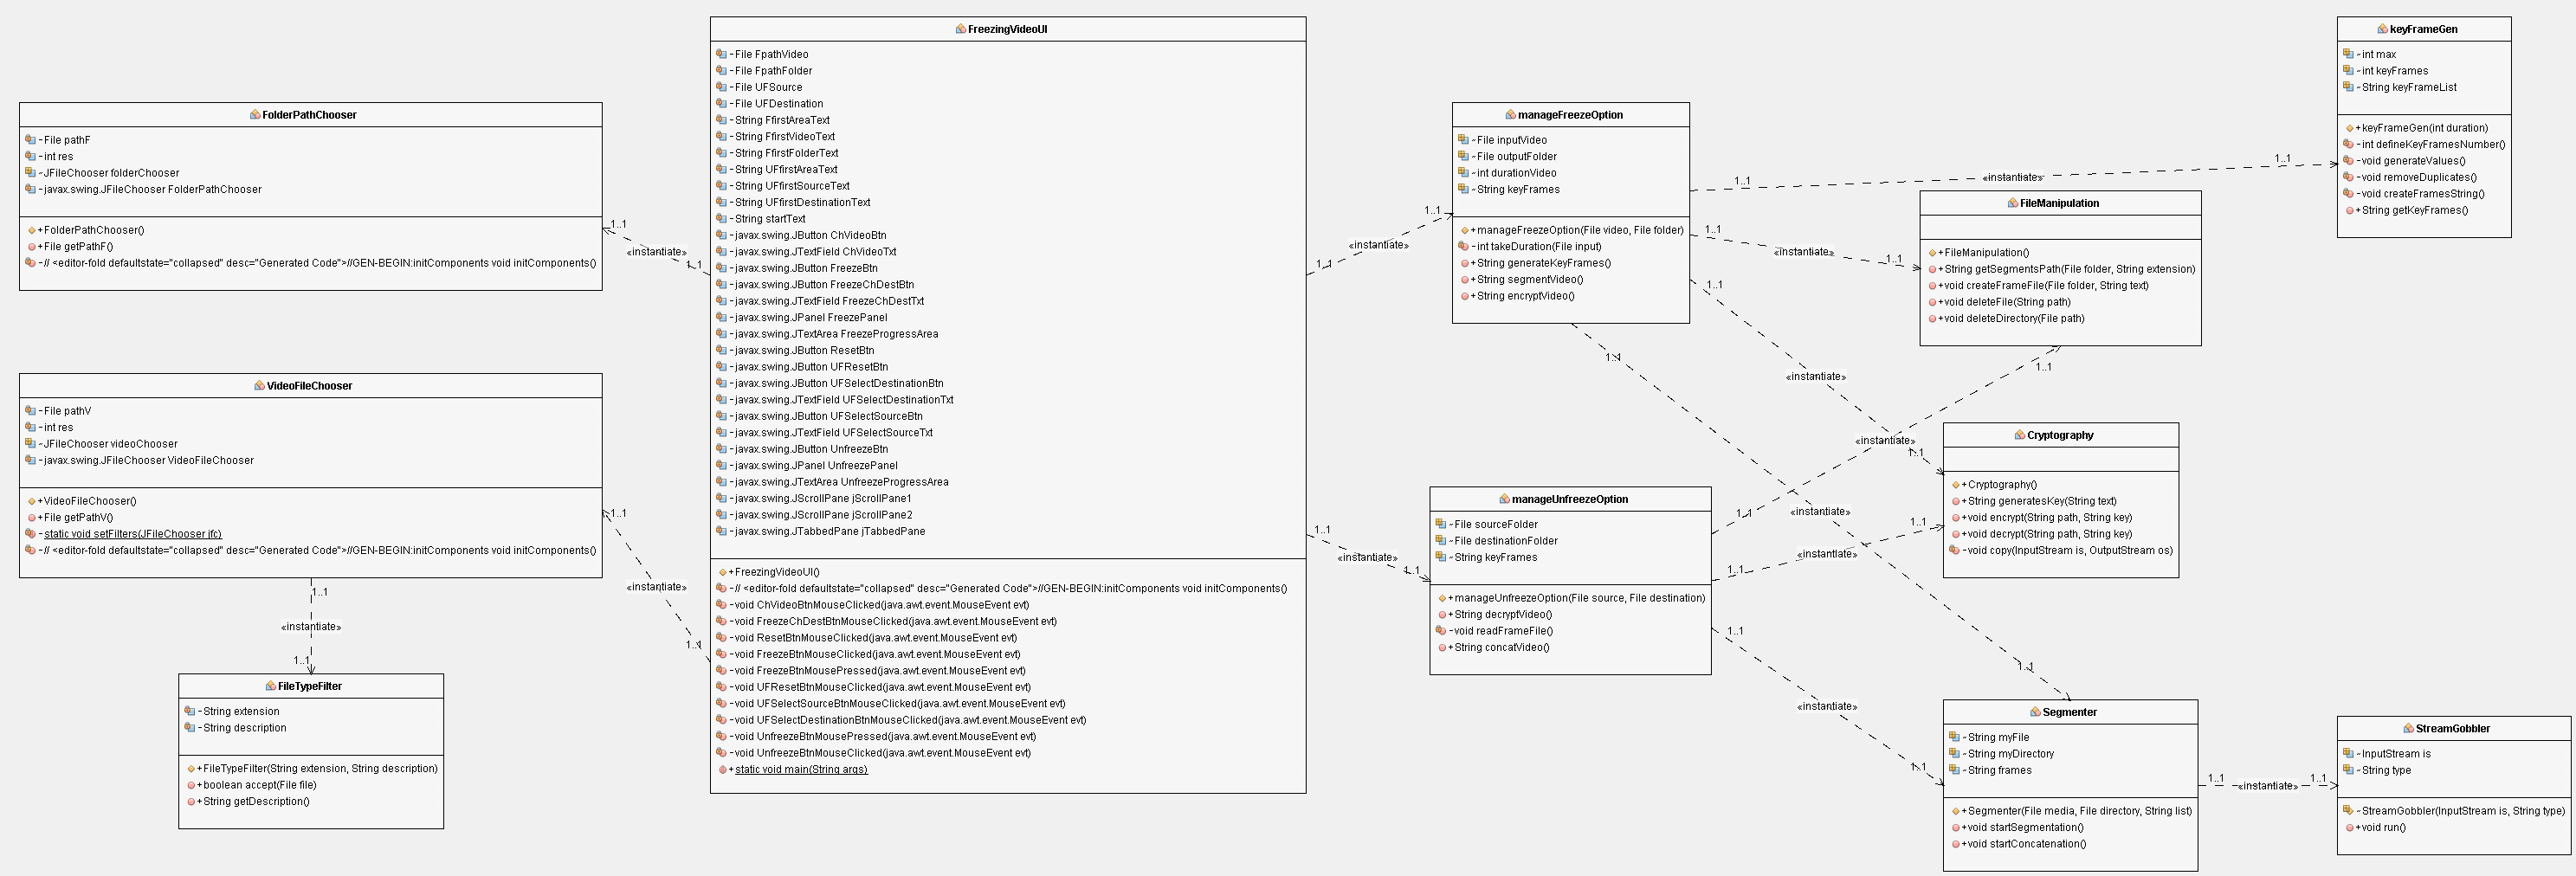 FolderPathChooser
-File pathF
-int res
~JFileChooser folderChooser
-javax.swing.JFileChooser FolderPathChooser
+FolderPathChooser()
+File getPathF()
-// <editor-fold defaultstate="collapsed" desc="Generated Code">//GEN-BEGIN:initComponents void initComponents()
1..1
«instantiate»
1..1
VideoFileChooser
-File pathV
-int res
~JFileChooser videoChooser
-javax.swing.JFileChooser VideoFileChooser
+VideoFileChooser()
+File getPathV()
-static void setFilters(JFileChooser jfc)
-// <editor-fold defaultstate="collapsed" desc="Generated Code">//GEN-BEGIN:initComponents void initComponents()
1..1
«instantiate»
1..1
1..1
«instantiate»
1..1
FileTypeFilter
-String extension
-String description
+FileTypeFilter(String extension, String description)
+boolean accept(File file)
+String getDescription()
FreezingVideoUI
-File FpathVideo
-File FpathFolder
-File UFSource
-File UFDestination
-String FfirstAreaText
-String FfirstVideoText
-String FfirstFolderText
-String UFfirstAreaText
-String UFfirstSourceText
-String UFfirstDestinationText
-String startText
-javax.swing.JButton ChVideoBtn
-javax.swing.JTextField ChVideoTxt
-javax.swing.JButton FreezeBtn
-javax.swing.JButton FreezeChDestBtn
-javax.swing.JTextField FreezeChDestTxt
-javax.swing.JPanel FreezePanel
-javax.swing.JTextArea FreezeProgressArea
-javax.swing.JButton ResetBtn
-javax.swing.JButton UFResetBtn
-javax.swing.JButton UFSelectDestinationBtn
-javax.swing.JTextField UFSelectDestinationTxt
-javax.swing.JButton UFSelectSourceBtn
-javax.swing.JTextField UFSelectSourceTxt
-javax.swing.JButton UnfreezeBtn
-javax.swing.JPanel UnfreezePanel
-javax.swing.JTextArea UnfreezeProgressArea
-javax.swing.JScrollPane jScrollPane1
-javax.swing.JScrollPane jScrollPane2
-javax.swing.JTabbedPane jTabbedPane
+FreezingVideoUI()
-// <editor-fold defaultstate="collapsed" desc="Generated Code">//GEN-BEGIN:initComponents void initComponents()
-void ChVideoBtnMouseClicked(java.awt.event.MouseEvent evt)
-void FreezeChDestBtnMouseClicked(java.awt.event.MouseEvent evt)
-void ResetBtnMouseClicked(java.awt.event.MouseEvent evt)
-void FreezeBtnMouseClicked(java.awt.event.MouseEvent evt)
-void FreezeBtnMousePressed(java.awt.event.MouseEvent evt)
-void UFResetBtnMouseClicked(java.awt.event.MouseEvent evt)
-void UFSelectSourceBtnMouseClicked(java.awt.event.MouseEvent evt)
-void UFSelectDestinationBtnMouseClicked(java.awt.event.MouseEvent evt)
-void UnfreezeBtnMousePressed(java.awt.event.MouseEvent evt)
-void UnfreezeBtnMouseClicked(java.awt.event.MouseEvent evt)
+static void main(String args)
1..1
«instantiate»
1..1
1..1
«instantiate»
1..1
manageFreezeOption
~File inputVideo
~File outputFolder
~int durationVideo
~String keyFrames
+manageFreezeOption(File video, File folder)
-int takeDuration(File input)
+String generateKeyFrames()
+String segmentVideo()
+String encryptVideo()
1..1
«instantiate»
1..1
1..1
«instantiate»
1..1
1..1
«instantiate»
1..1
1..1
«instantiate»
1..1
manageUnfreezeOption
~File sourceFolder
~File destinationFolder
~String keyFrames
+manageUnfreezeOption(File source, File destination)
+String decryptVideo()
-void readFrameFile()
+String concatVideo()
1..1
«instantiate»
1..1
1..1
«instantiate»
1..1
1..1
«instantiate»
1..1
keyFrameGen
~int max
~int keyFrames
~String keyFrameList
+keyFrameGen(int duration)
-int defineKeyFramesNumber()
-void generateValues()
-void removeDuplicates()
-void createFramesString()
+String getKeyFrames()
FileManipulation
+FileManipulation()
+String getSegmentsPath(File folder, String extension)
+void createFrameFile(File folder, String text)
+void deleteFile(String path)
+void deleteDirectory(File path)
Cryptography
+Cryptography()
+String generatesKey(String text)
+void encrypt(String path, String key)
+void decrypt(String path, String key)
-void copy(InputStream is, OutputStream os)
Segmenter
~String myFile
~String myDirectory
~String frames
+Segmenter(File media, File directory, String list)
+void startSegmentation()
+void startConcatenation()
1..1
«instantiate»
1..1
StreamGobbler
~InputStream is
~String type
~StreamGobbler(InputStream is, String type)
+void run()